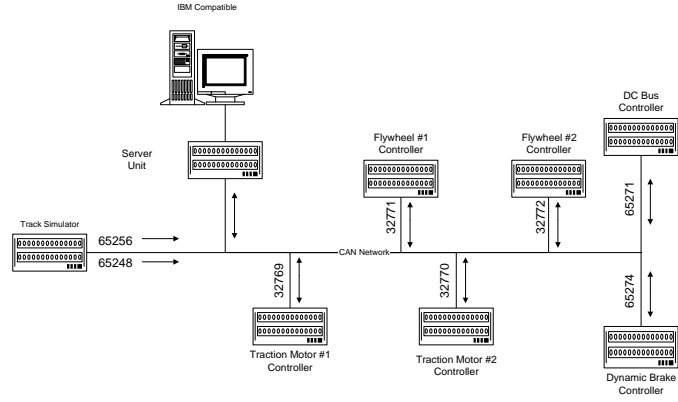 IBM Compatible
DC Bus
Controller
Flywheel #1
Controller
Flywheel #2
Controller
Server
Unit
65271
32771
32772
Track Simulator
65256
65248
CAN Network
32769
32770
65274
Traction Motor #1
Controller
Traction Motor #2
Controller
Dynamic Brake
Controller